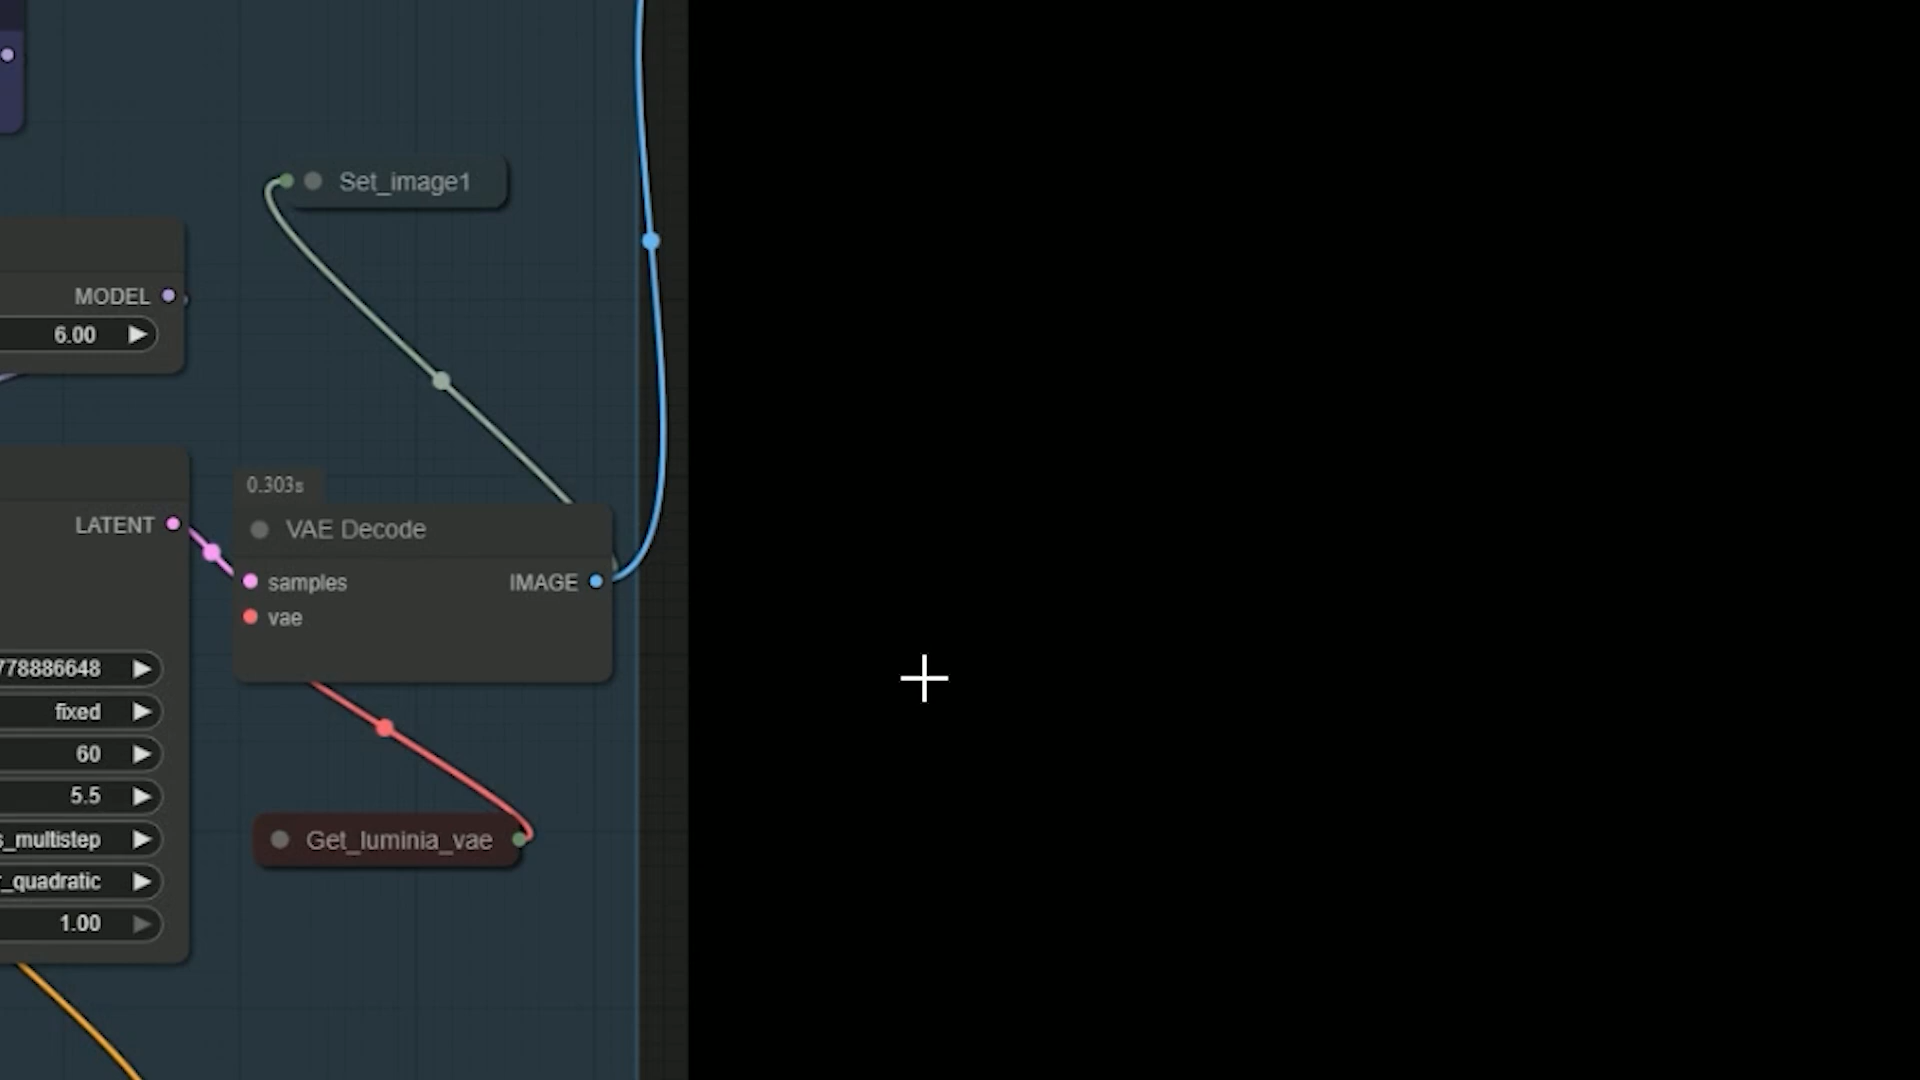 Set_image1
MODEL
6.00
0.303s
LATENT
VAE Decode
samples
IMAGE
vae
778886648
fixed
60
5.5
s_multistep
Get_luminia_vae
_quadratic
1.00